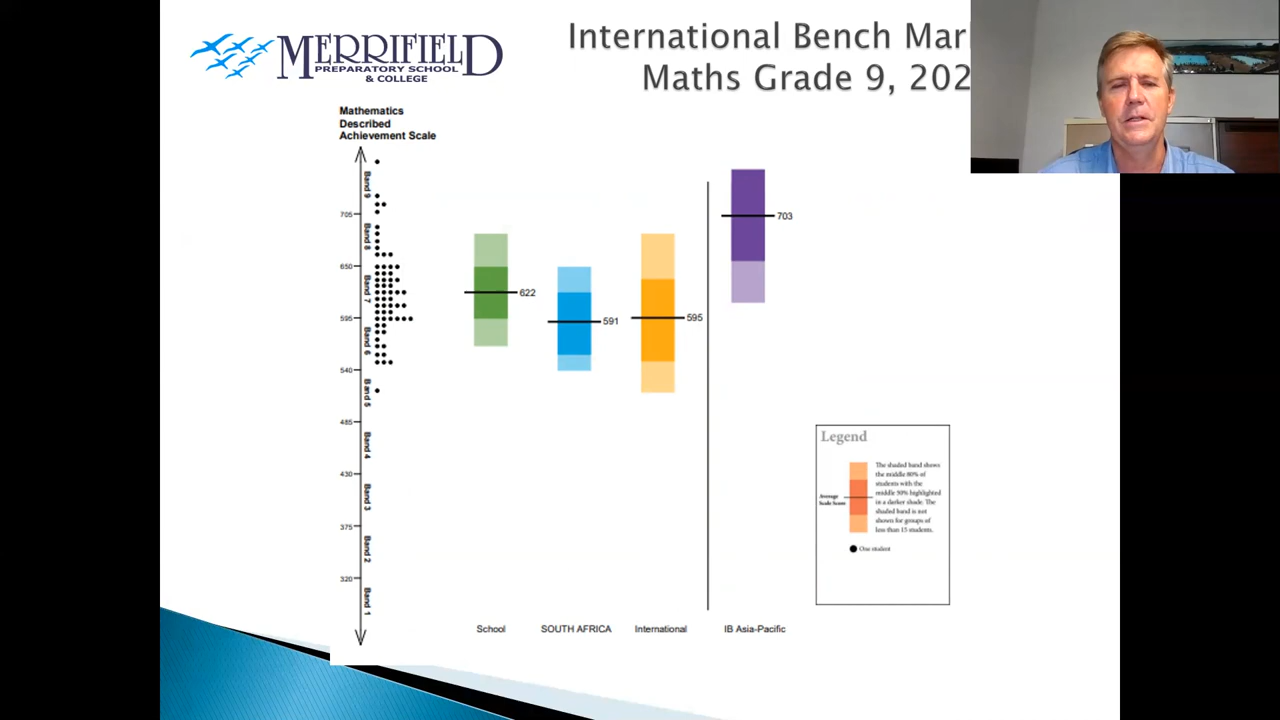 MERRIFIELD
PREPARATORY SCHOOL
& COLLEGE
International Bench Mar
Maths Grade 9, 202
Mathematics
Described
Achievement Scale
Band 9
705
Band 8
650
Band 7
595
Band 6
540
Band 5
485
Band 4
430
Band 3
375
Band 2
320
Band 1
622
591
595
703
School
SOUTH AFRICA
International
IB Asia-Pacific
Legend
The shaded band shows
the middle 80% of
students with the
middle 50% highlighted
in a darker shade. The
shaded band is not
shown for groups of
less than 15 students.
Average
Scale Score
One student